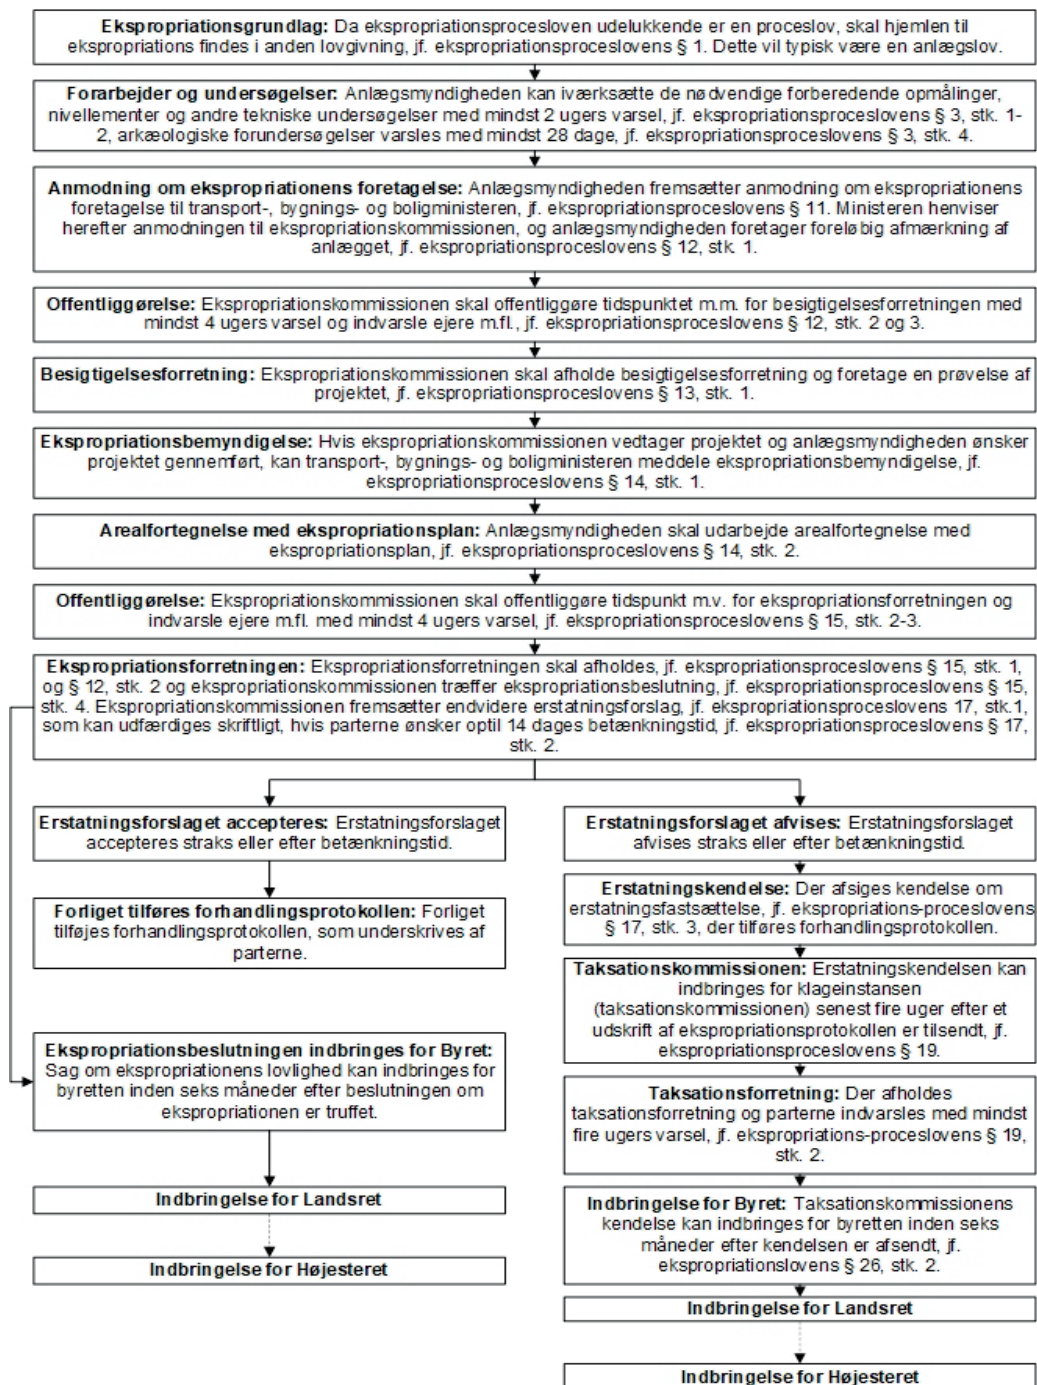 Ekspropriationsgrundlag: Da ekspropriationsprocesloven udelukkende er en proceslov, skal hjemlen til
ekspropriations findes i anden lovgivning, jf. ekspropriationsproceslovens § 1. Dette vil typisk være en anlægslov.
Forarbejder og undersøgelser: Anlægsmyndigheden kan iværksætte de nødvendige forberedende opmålinger,
nivellementer og andre tekniske undersøgelser med mindst 2 ugers varsel, jf. ekspropriationsproceslovens § 3, stk. 1-
2, arkæologiske forundersøgelser varsles med mindst 28 dage, jf. ekspropriationsproceslovens § 3, stk. 4.
Anmodning om ekspropriationens foretagelse: Anlægsmyndigheden fremsætter anmodning om ekspropriationens
foretagelse til transport-, bygnings- og boligministeren, jf. ekspropriationsproceslovens § 11. Ministeren henviser
herefter anmodningen til ekspropriationskommissionen, og anlægsmyndigheden foretager foreløbig afmærkning af
anlægget, jf. ekspropriationsproceslovens § 12, stk. 1.
Offentliggørelse: Ekspropriationskommissionen skal offentliggøre tidspunktet m.m. for besigtigelsesforretningen med
mindst 4 ugers varsel og indvarsle ejere m.fl., jf. ekspropriationsproceslovens § 12, stk. 2 og 3.
Besigtigelsesforretning: Ekspropriationskommissionen skal afholde besigtigelsesforretning og foretage en prøvelse af
projektet, jf. ekspropriationsproceslovens § 13, stk. 1.
Ekspropriationsbemyndigelse: Hvis ekspropriationskommissionen vedtager projektet og anlægsmyndigheden ønsker
projektet gennemført, kan transport-, bygnings- og boligministeren meddele ekspropriationsbemyndigelse, jf.
ekspropriationsproceslovens § 14, stk. 1.
Arealfortegnelse med ekspropriationsplan: Anlægsmyndigheden skal udarbejde arealfortegnelse med
ekspropriationsplan, jf. ekspropriationsproceslovens § 14, stk. 2.
Offentliggørelse: Ekspropriationskommissionen skal offentliggøre tidspunkt m.v. for ekspropriationsforretningen og
indvarsle ejere m.fl. med mindst 4 ugers varsel, jf. ekspropriationsproceslovens § 15, stk. 2-3.
Ekspropriationsforretningen: Ekspropriationsforretningen skal afholdes, jf. ekspropriationsproceslovens § 15, stk. 1,
og § 12, stk. 2 og ekspropriationskommissionen træffer ekspropriationsbeslutning, jf. ekspropriationsproceslovens § 15,
stk. 4. Ekspropriationskommissionen fremsætter endvidere erstatningsforslag, jf. ekspropriationsproceslovens 17, stk.1,
som kan udfærdiges skriftligt, hvis parterne ønsker optil 14 dages betænkningstid, jf. ekspropriationsproceslovens § 17,
stk. 2.
Erstatningsforslaget accepteres: Erstatningsforslaget
accepteres straks eller efter betænkningstid.
Forliget tilføres forhandlingsprotokollen: Forliget
tilføjes forhandlingsprotokollen, som underskrives af
parterne.
Ekspropriationsbeslutningen indbringes for Byret:
Sag om ekspropriationens lovlighed kan indbringes for
byretten inden seks måneder efter beslutningen om
ekspropriationen er truffet.
Indbringelse for Landsret
Indbringelse for Højesteret
Erstatningsforslaget afvises: Erstatningsforslaget
afvises straks eller efter betænkningstid.
Erstatningskendelse: Der afsiges kendelse om
erstatningsfastsættelse, jf. ekspropriations-proceslovens
§ 17, stk. 3, der tilføres forhandlingsprotokollen.
Taksationskommissionen: Erstatningskendelsen kan
indbringes for klageinstansen
(taksationskommissionen) senest fire uger efter et
udskrift af ekspropriationsprotokollen er tilsendt, jf.
ekspropriationsproceslovens § 19.
Taksationsforretning: Der afholdes
taksationsforretning og parterne indvarsles med mindst
fire ugers varsel, jf. ekspropriations-proceslovens § 19,
stk. 2.
Indbringelse for Byret: Taksationskommissionens
kendelse kan indbringes for byretten inden seks
måneder efter kendelsen er afsendt, jf.
ekspropriationslovens § 26, stk. 2.
Indbringelse for Landsret
Indbringelse for Højesteret